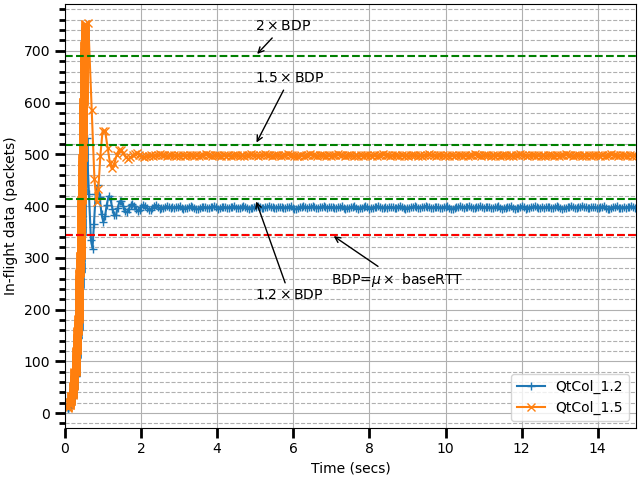 2 × BDP
1.5 × BDP
1.2 × BDP
BDP=μ× baseRTT
In-flight data (packets)
700
600
500
400
300
200
100
0
0 2 4 6 8 10 12 14
Time (secs)
QtCol_1.2
QtCol_1.5